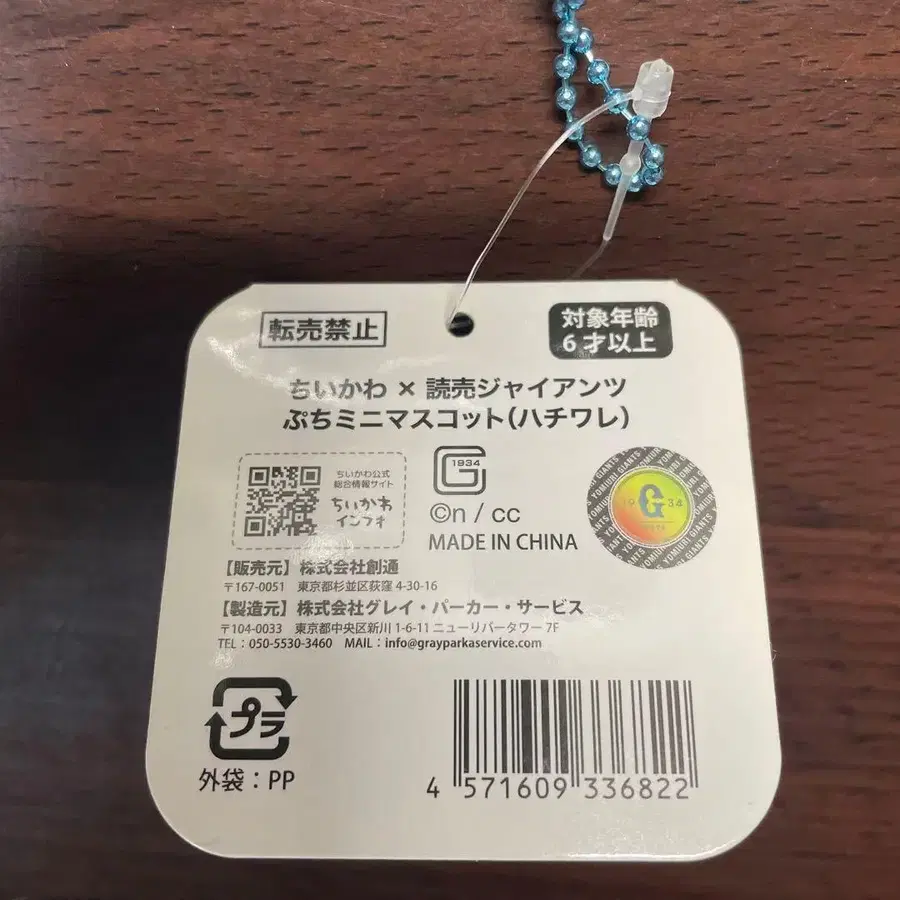 転売禁止
対象年齢
6才以上
ちいかわ × 読売ジャイアンツ
ぷちミニマスコット(ハチワレ)
ちいかわ公式
総合情報サイト
ちいかわ
インフォ
1934
G
©n / cc
MADE IN CHINA
YOMIURI GIANTS
19 G 34
【販売元】株式会社創通
〒167-0051 東京都杉並区荻窪 4-30-16
【製造元】株式会社グレイ・パーカー・サービス
〒104-0033 東京都中央区新川 1-6-11 ニューリバータワー 7F
TEL：050-5530-3460 MAIL：info@grayparkaservice.com
プラ
外袋：PP
4 571609 336822